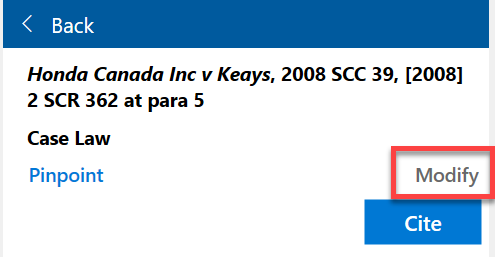 Back
Honda Canada Inc v Keays, 2008 SCC 39, [2008]
2 SCR 362 at para 5
Case Law
Pinpoint Modify
Cite